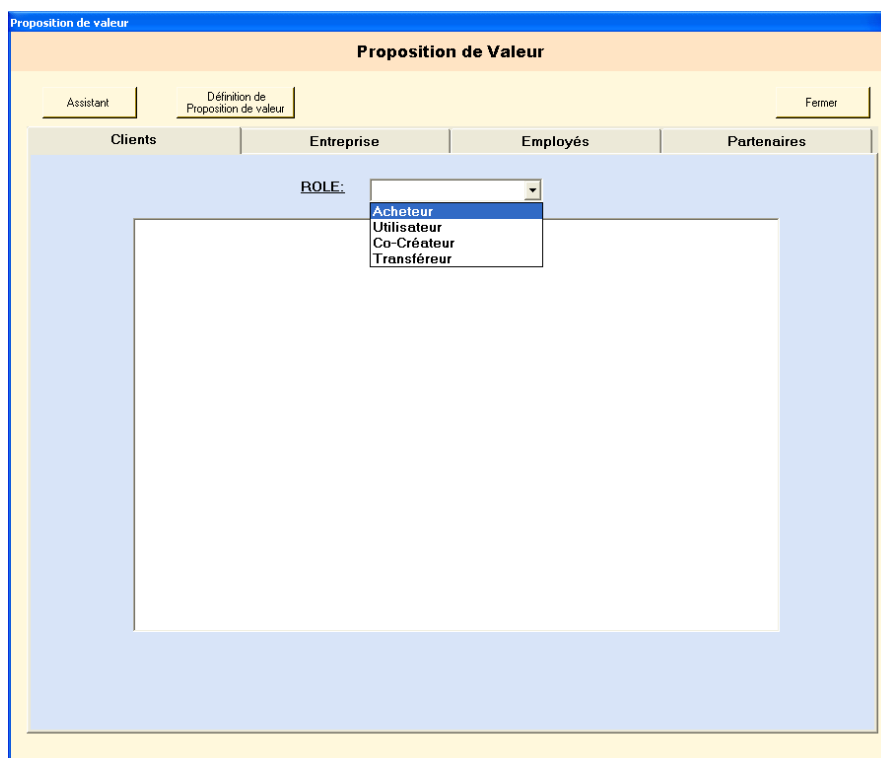 Proposition de valeur
Proposition de Valeur
Assistant
Définition de
Proposition de valeur
Fermer
Clients
Entreprise
Employés
Partenaires
ROLE:
Acheteur
Utilisateur
Co-Créateur
Transféreur